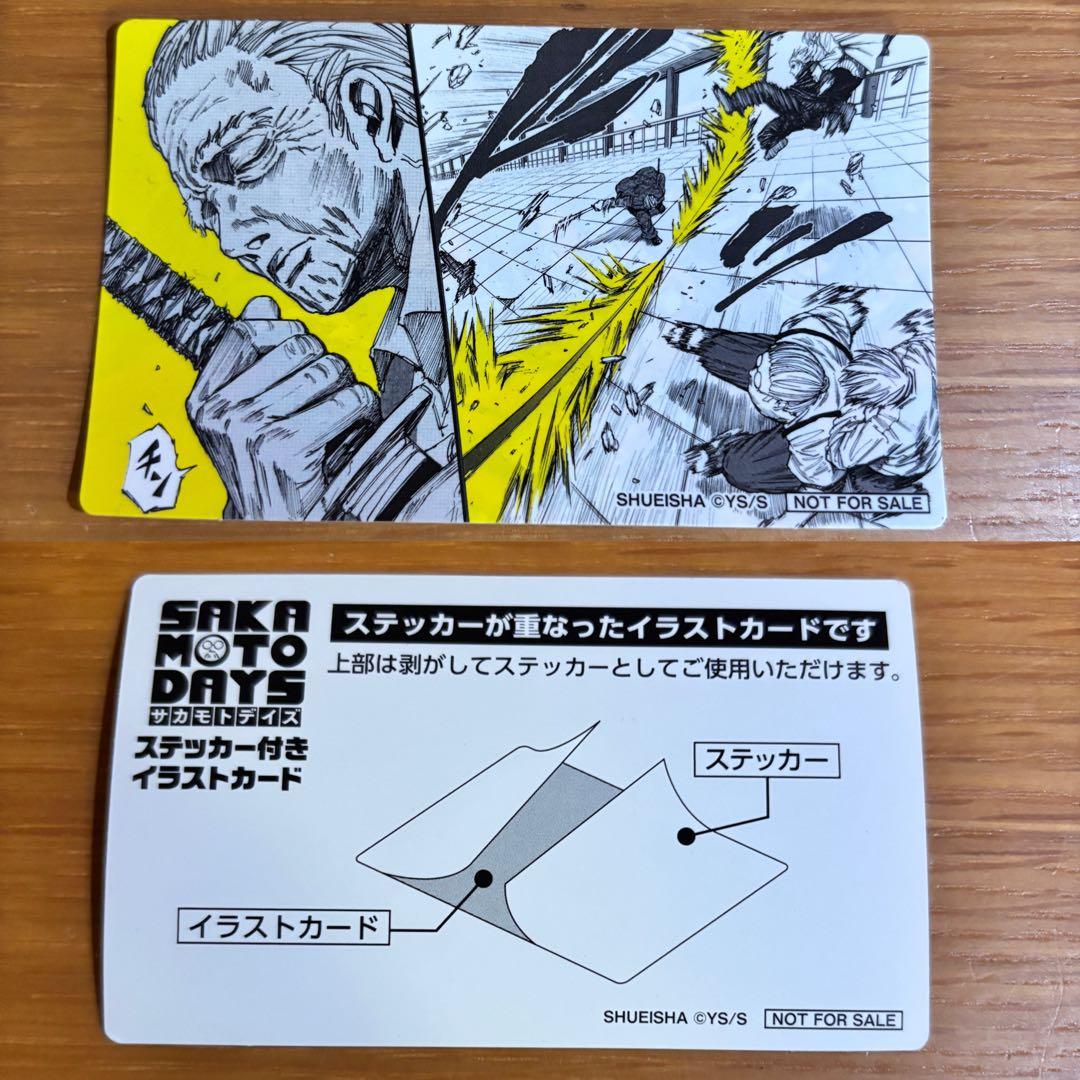 チン
SHUEISHA ©YS/S NOT FOR SALE
SAKA
MOTO
DAYS
サカモトデイズ
ステッカー付き
イラストカード
ステッカーが重なったイラストカードです
上部は剥がしてステッカーとしてご使用いただけます。
ステッカー
イラストカード
SHUEISHA ©YS/S NOT FOR SALE